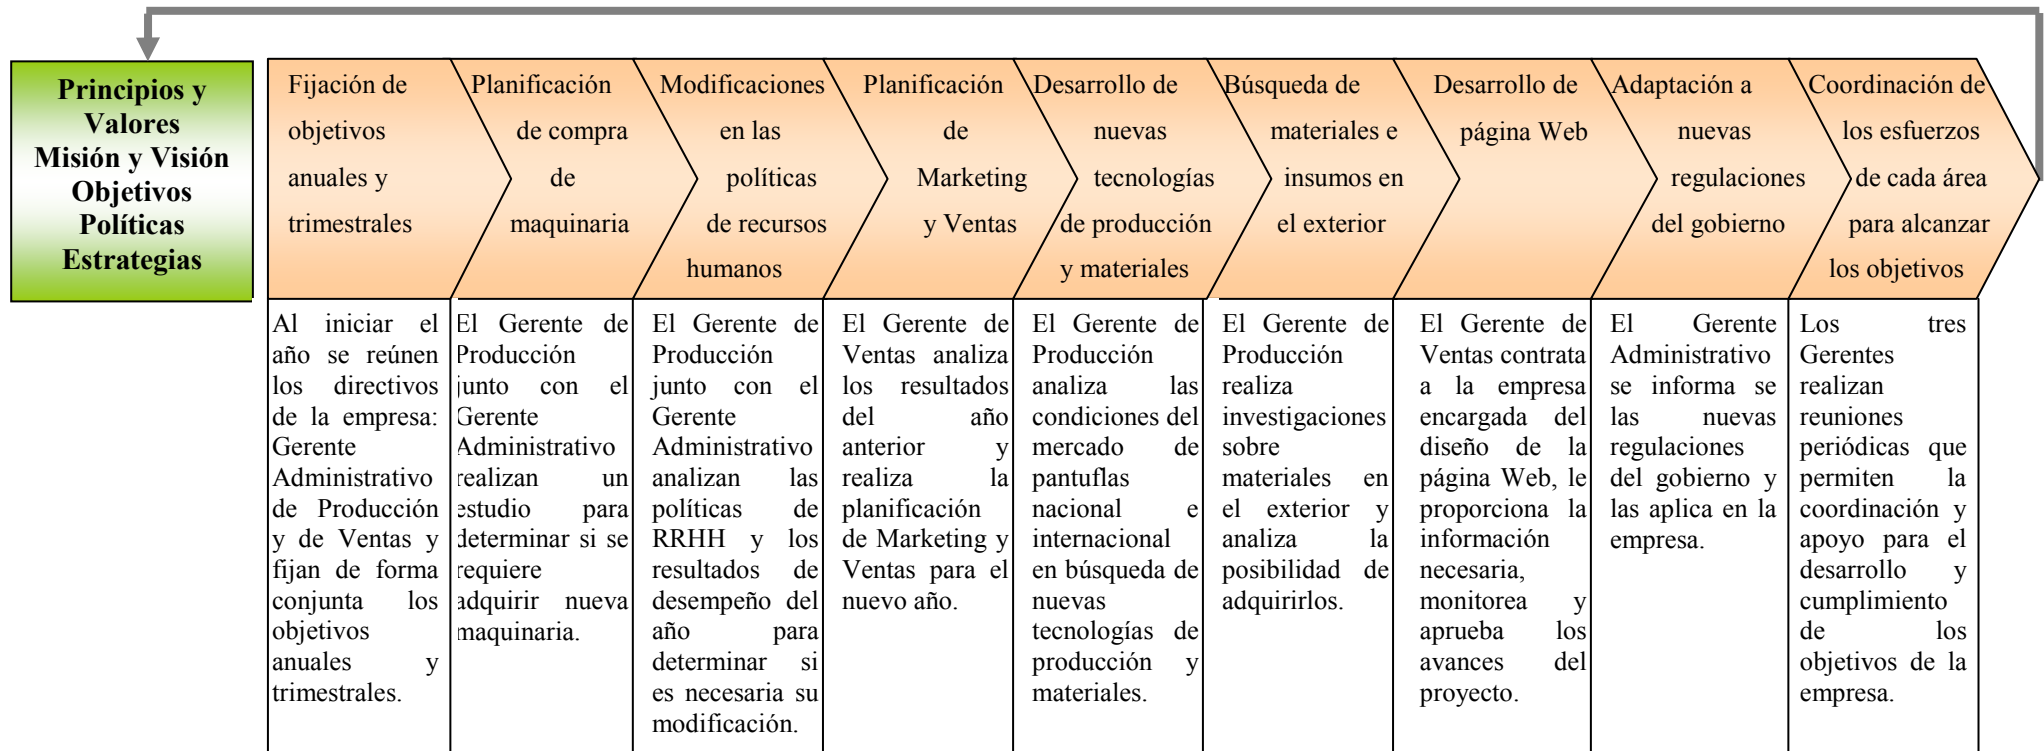 Principios y
Valores
Misión y Visión
Objetivos
Políticas
Estrategias
Fijación de
objetivos
anuales y
trimestrales
Planificación
de compra
de
maquinaria
Modificaciones
en las
políticas
de recursos
humanos
Planificación
de
Marketing
y Ventas
Desarrollo de
nuevas
tecnologías
de producción
y materiales
Búsqueda de
materiales e
insumos en
el exterior
Desarrollo de
página Web
Adaptación a
nuevas
regulaciones
del gobierno
Coordinación de
los esfuerzos
de cada área
para alcanzar
los objetivos
Al iniciar el
año se reúnen
los directivos
de la empresa:
Gerente
Administrativo
de Producción
y de Ventas y
fijan de forma
conjunta los
objetivos
anuales y
trimestrales.
El Gerente de
Producción
junto con el
Gerente
Administrativo
realizan un
estudio para
determinar si se
requiere
adquirir nueva
maquinaria.
El Gerente de
Producción
junto con el
Gerente
Administrativo
analizan las
políticas de
RRHH y los
resultados de
desempeño del
año para
determinar si
es necesaria su
modificación.
El Gerente de
Ventas analiza
los resultados
del año
anterior y
realiza la
planificación
de Marketing y
Ventas para el
nuevo año.
El Gerente de
Producción
analiza las
condiciones del
mercado de
pantuflas
nacional e
internacional
en búsqueda de
nuevas
tecnologías de
producción y
materiales.
El Gerente de
Producción
realiza
investigaciones
sobre
materiales en
el exterior y
analiza la
posibilidad de
adquirirlos.
El Gerente de
Ventas contrata
a la empresa
encargada del
diseño de la
página Web, le
proporciona la
información
necesaria,
monitorea y
aprueba los
avances del
proyecto.
El Gerente
Administrativo
se informa se
las nuevas
regulaciones
del gobierno y
las aplica en la
empresa.
Los tres
Gerentes
realizan
reuniones
periódicas que
permiten la
coordinación y
apoyo para el
desarrollo y
cumplimiento
de los
objetivos de la
empresa.